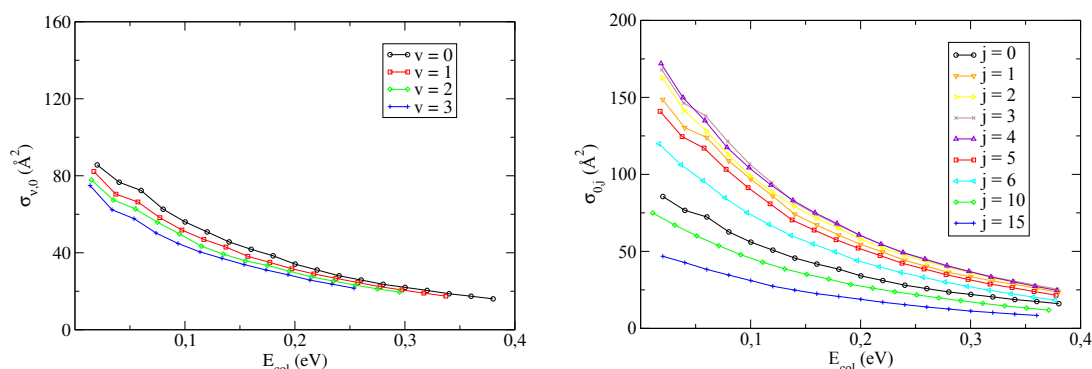 160
120
80
40
0
σv,0 (Å2)
v = 0
v = 1
v = 2
v = 3
0,1 0,2 0,3 0,4
Ecol (eV)
200
150
100
50
0
σ0,j (Å2)
j = 0
j = 1
j = 2
j = 3
j = 4
j = 5
j = 6
j = 10
j = 15
0,1 0,2 0,3 0,4
Ecol (eV)